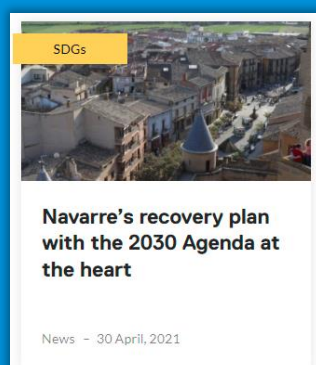 SDGs
Navarre’s recovery plan
with the 2030 Agenda at
the heart
News – 30 April, 2021